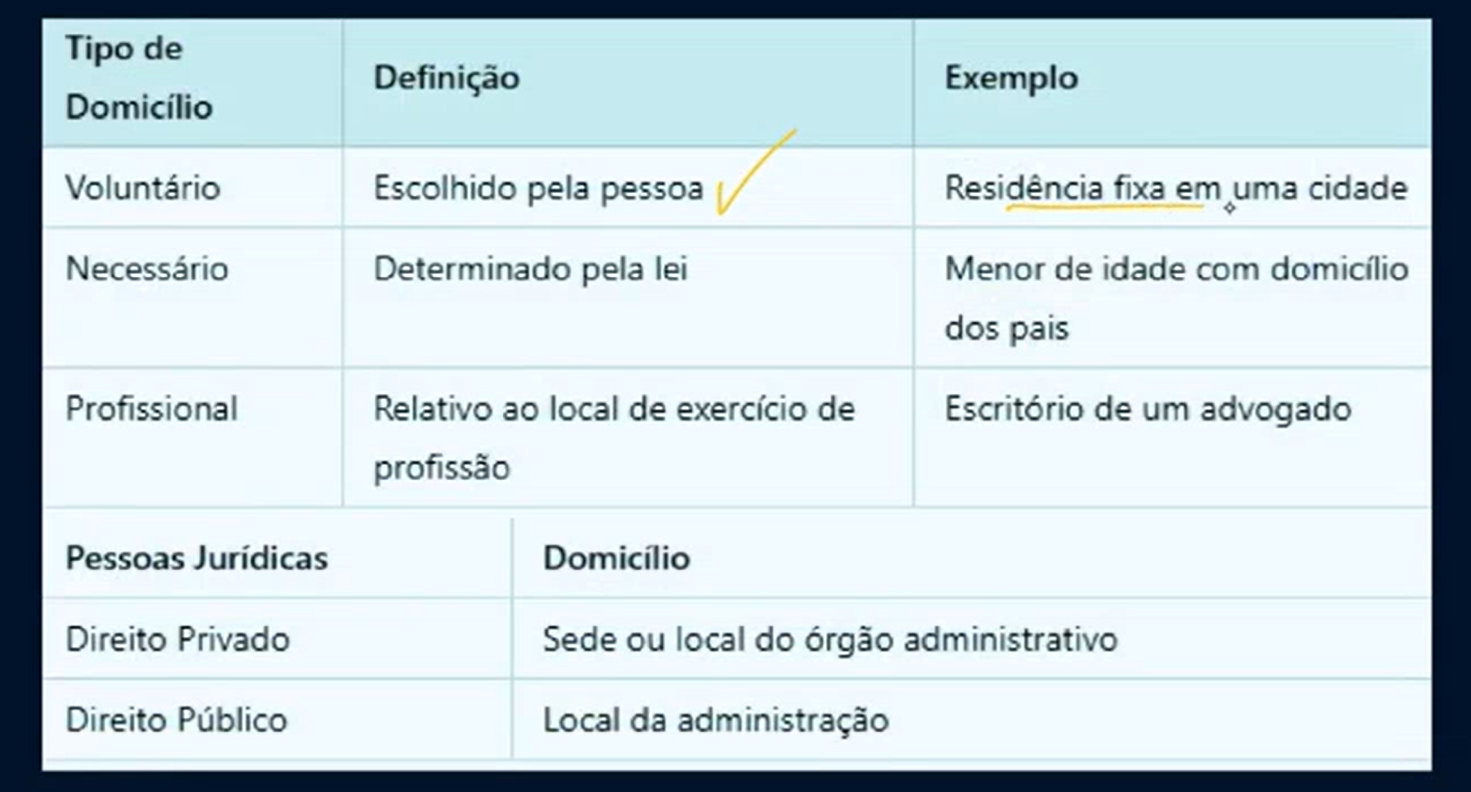 Tipo de
Domicílio
Definição
Exemplo
Voluntário
Escolhido pela pessoa
Residência fixa em uma cidade
Necessário
Determinado pela lei
Menor de idade com domicílio
dos pais
Profissional
Relativo ao local de exercício de
profissão
Escritório de um advogado
Pessoas Jurídicas
Domicílio
Direito Privado
Sede ou local do órgão administrativo
Direito Público
Local da administração